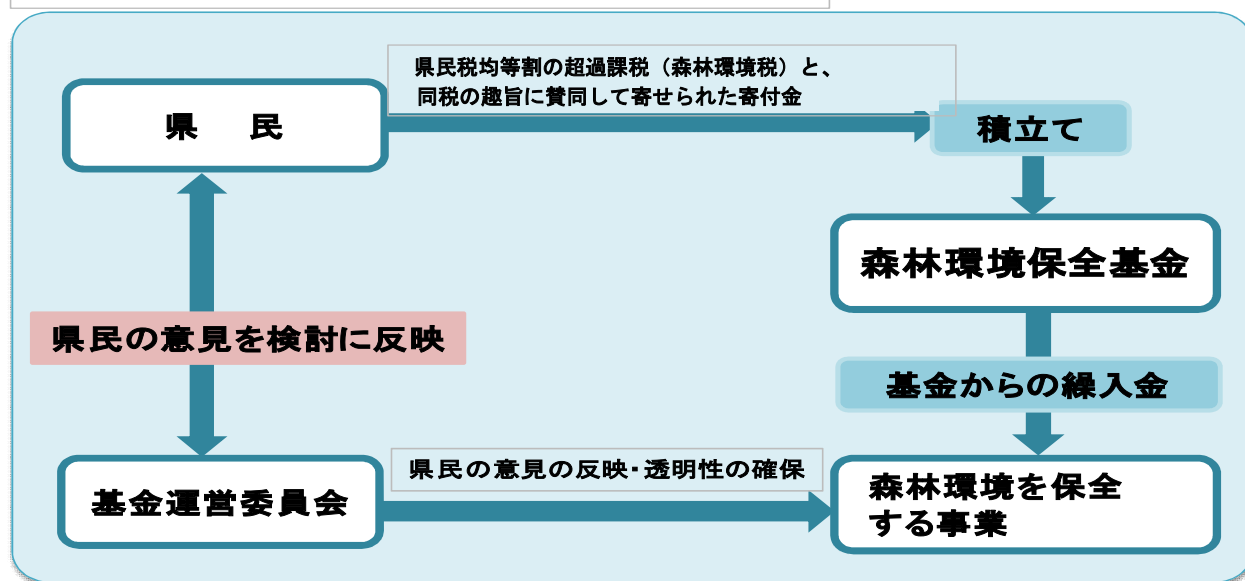 県民税均等割の超過課税（森林環境税）と、
同税の趣旨に賛同して寄せられた寄付金
県　民
積立て
森林環境保全基金
県民の意見を検討に反映
基金からの繰入金
県民の意見の反映・透明性の確保
基金運営委員会
森林環境を保全
する事業